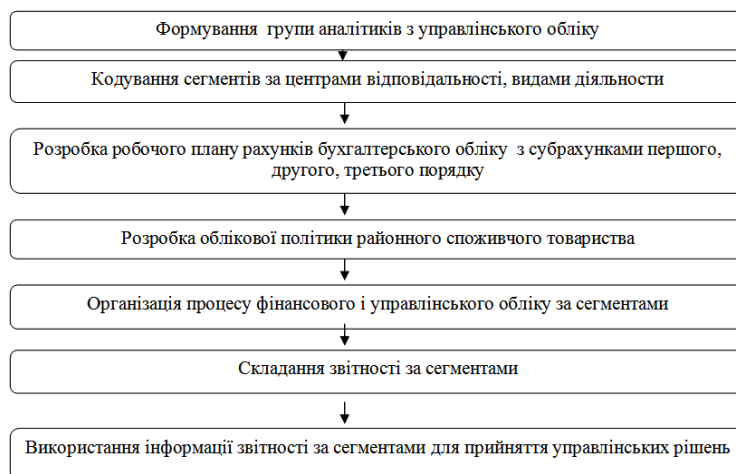 Формування групи аналітиків з управлінського обліку
Кодування сегментів за центрами відповідальності, видами діяльности
Розробка робочого плану рахунків бухгалтерського обліку з субрахунками першого,
другого, третього порядку
Розробка облікової політики районного споживчого товариства
Організація процесу фінансового і управлінського обліку за сегментами
Складання звітності за сегментами
Використання інформації звітності за сегментами для прийняття управлінських рішень